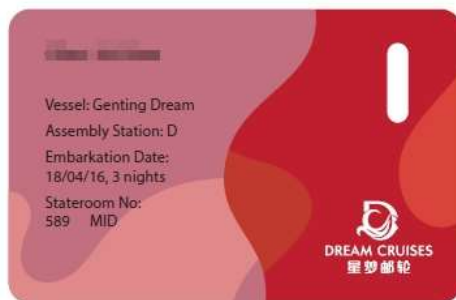 Vessel: Genting Dream
Assembly Station: D
Embarkation Date:
18/04/16, 3 nights
Stateroom No:
589 MID
DREAM CRUISES
星梦邮轮